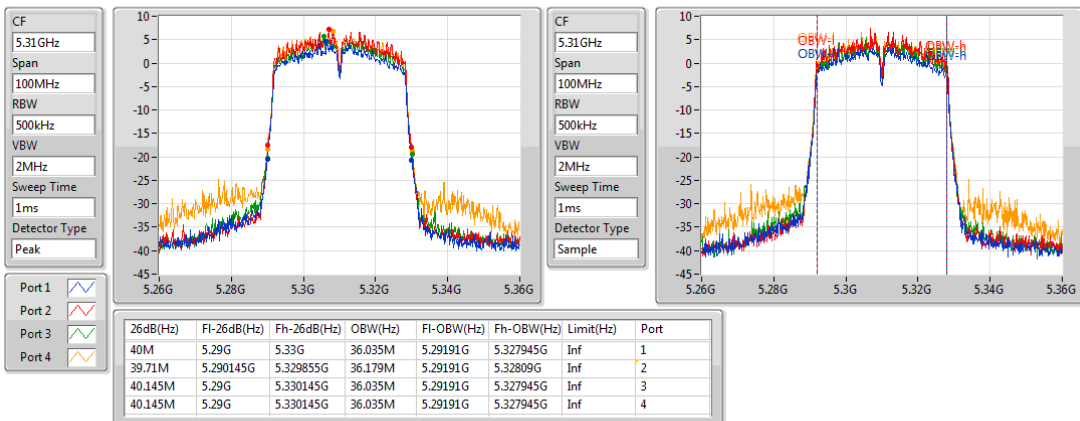 CF
5.31GHz
Span
100MHz
RBW
500kHz
VBW
2MHz
Sweep Time
1ms
Detector Type
Peak
10
5
0
-5
-10
-15
-20
-25
-30
-35
-40
-45
5.26G 5.28G 5.3G 5.32G 5.34G 5.36G
CF
5.31GHz
Span
100MHz
RBW
500kHz
VBW
2MHz
Sweep Time
1ms
Detector Type
Sample
10
5
0
-5
-10
-15
-20
-25
-30
-35
-40
-45
OBW-l OBW-h
OBW-h
5.26G 5.28G 5.3G 5.32G 5.34G 5.36G
Port 1
Port 2
Port 3
Port 4
26dB(Hz) Fl-26dB(Hz) Fh-26dB(Hz) OBW(Hz) Fl-OBW(Hz) Fh-OBW(Hz) Limit(Hz) Port
40M 5.29G 5.33G 36.035M 5.29191G 5.327945G Inf 1
39.71M 5.290145G 5.329855G 36.179M 5.29191G 5.32809G Inf 2
40.145M 5.29G 5.330145G 36.035M 5.29191G 5.327945G Inf 3
40.145M 5.29G 5.330145G 36.035M 5.29191G 5.327945G Inf 4